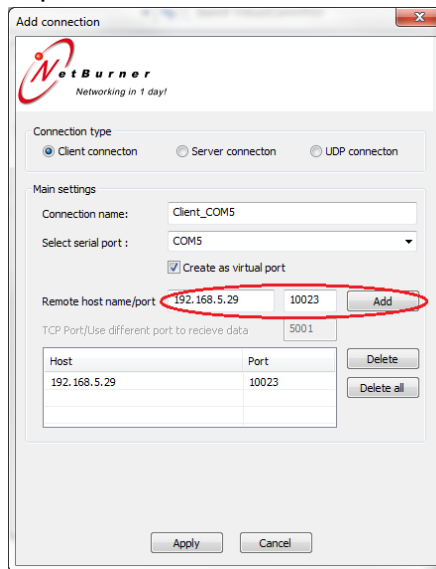 Add connection
NetBurner
Networking in 1 day!
Connection type
Client connecton
Server connecton
UDP connecton
Main settings
Connection name: Client_COM5
Select serial port : COM5
Create as virtual port
Remote host name/port 192.168.5.29 10023 Add
TCP Port/Use different port to recieve data 5001
Host Port
192.168.5.29 10023
Delete
Delete all
Apply Cancel